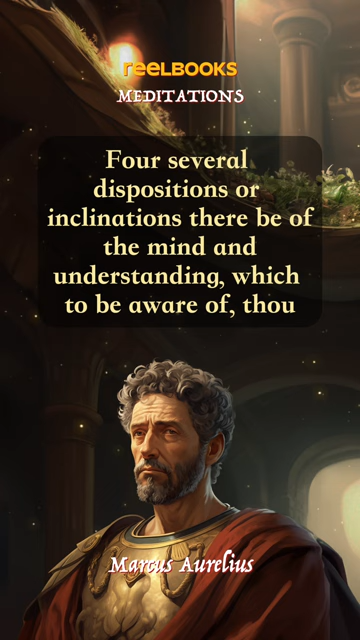 reelbooks
MEDITATIONS
Four several
dispositions or
inclinations there be of
the mind and
understanding, which
to be aware of, thou
Marcus Aurelius